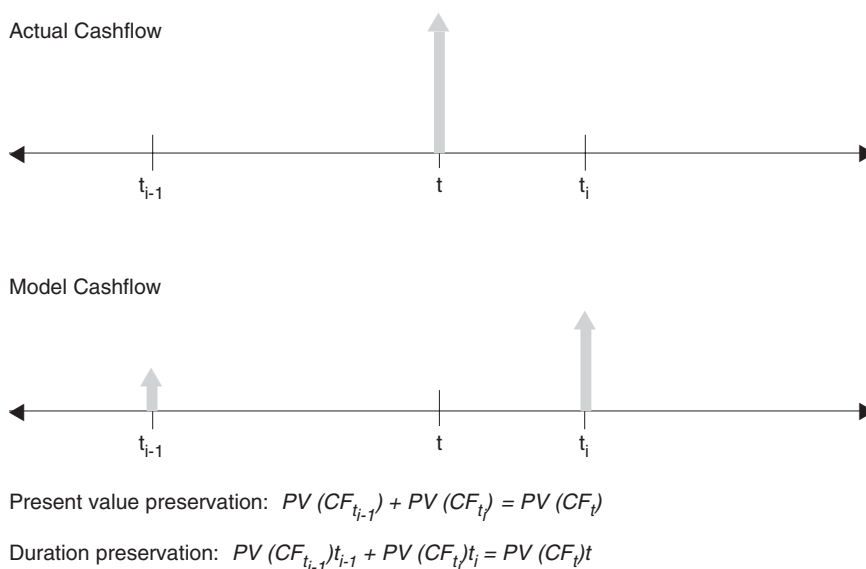 Actual Cashflow
t_{i-1} t t_i
Model Cashflow
t_{i-1} t t_i
Present value preservation: PV (CF_{t_{i-1}}) + PV (CF_{t_i}) = PV (CF_t)
Duration preservation: PV (CF_{t_{i-1}})t_{i-1} + PV (CF_{t_i})t_i = PV (CF_t)t